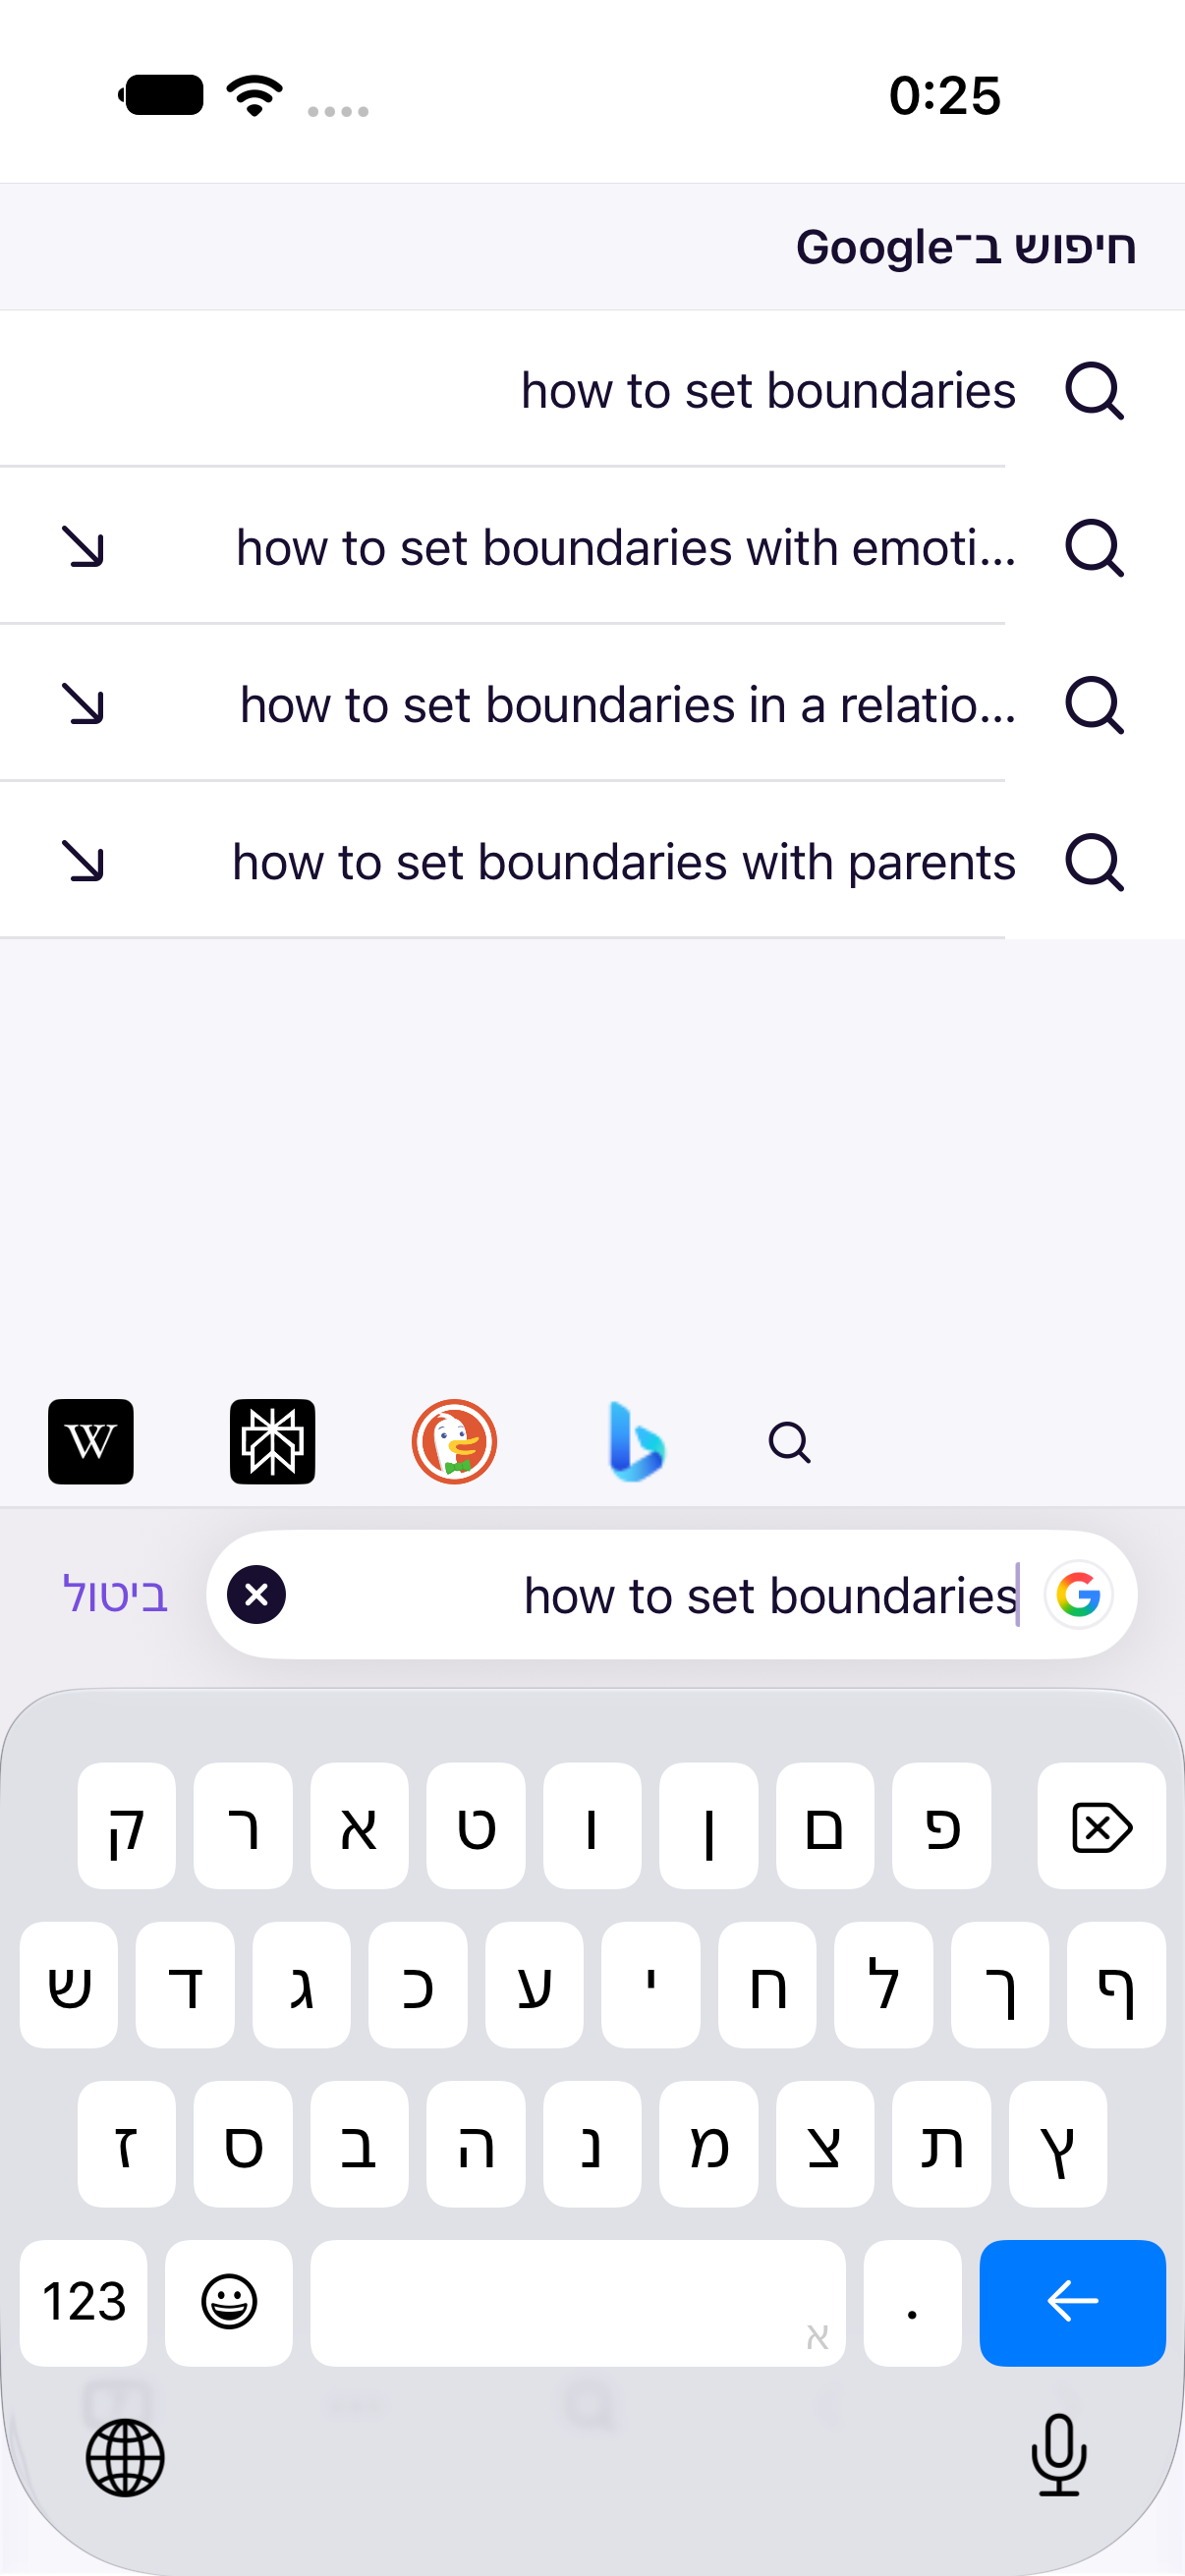 0:25
חיפוש ב־Google
how to set boundaries
how to set boundaries with emoti...
how to set boundaries in a relatio...
how to set boundaries with parents
W
ביטול
how to set boundaries
ק ר א ט ו ן ם פ
ש ד ג כ ע י ח ל ך ף
ז ס ב ה נ מ צ ת ץ
123 .
א